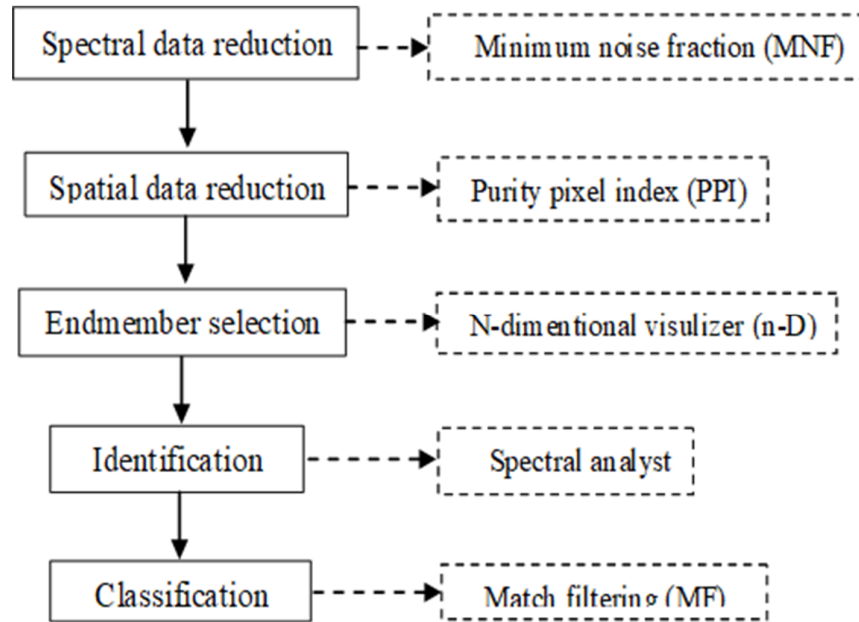 Spectral data reduction
Minimum noise fraction (MNF)
Spatial data reduction
Purity pixel index (PPI)
Endmember selection
N-dimentional visulizer (n-D)
Identification
Spectral analyst
Classification
Match filtering (MF)